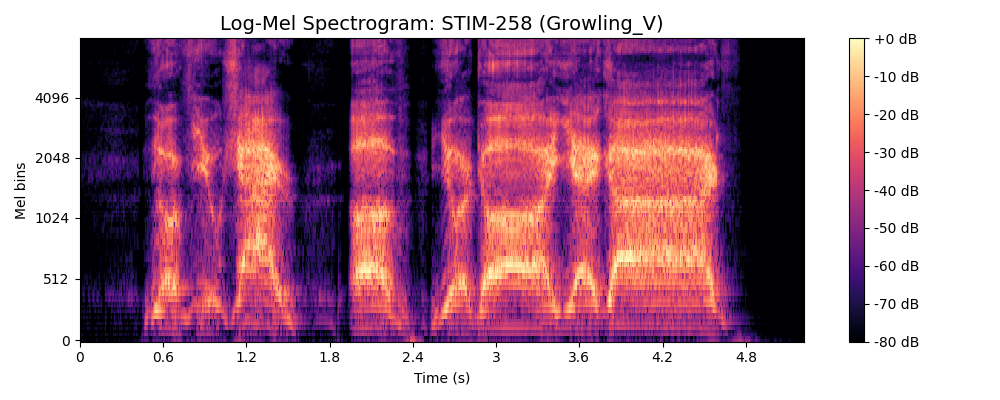 Log-Mel Spectrogram: STIM-258 (Growling_V)
Mel bins
4096
2048
1024
512
0
0 0.6 1.2 1.8 2.4 3 3.6 4.2 4.8
Time (s)
+0 dB
-10 dB
-20 dB
-30 dB
-40 dB
-50 dB
-60 dB
-70 dB
-80 dB